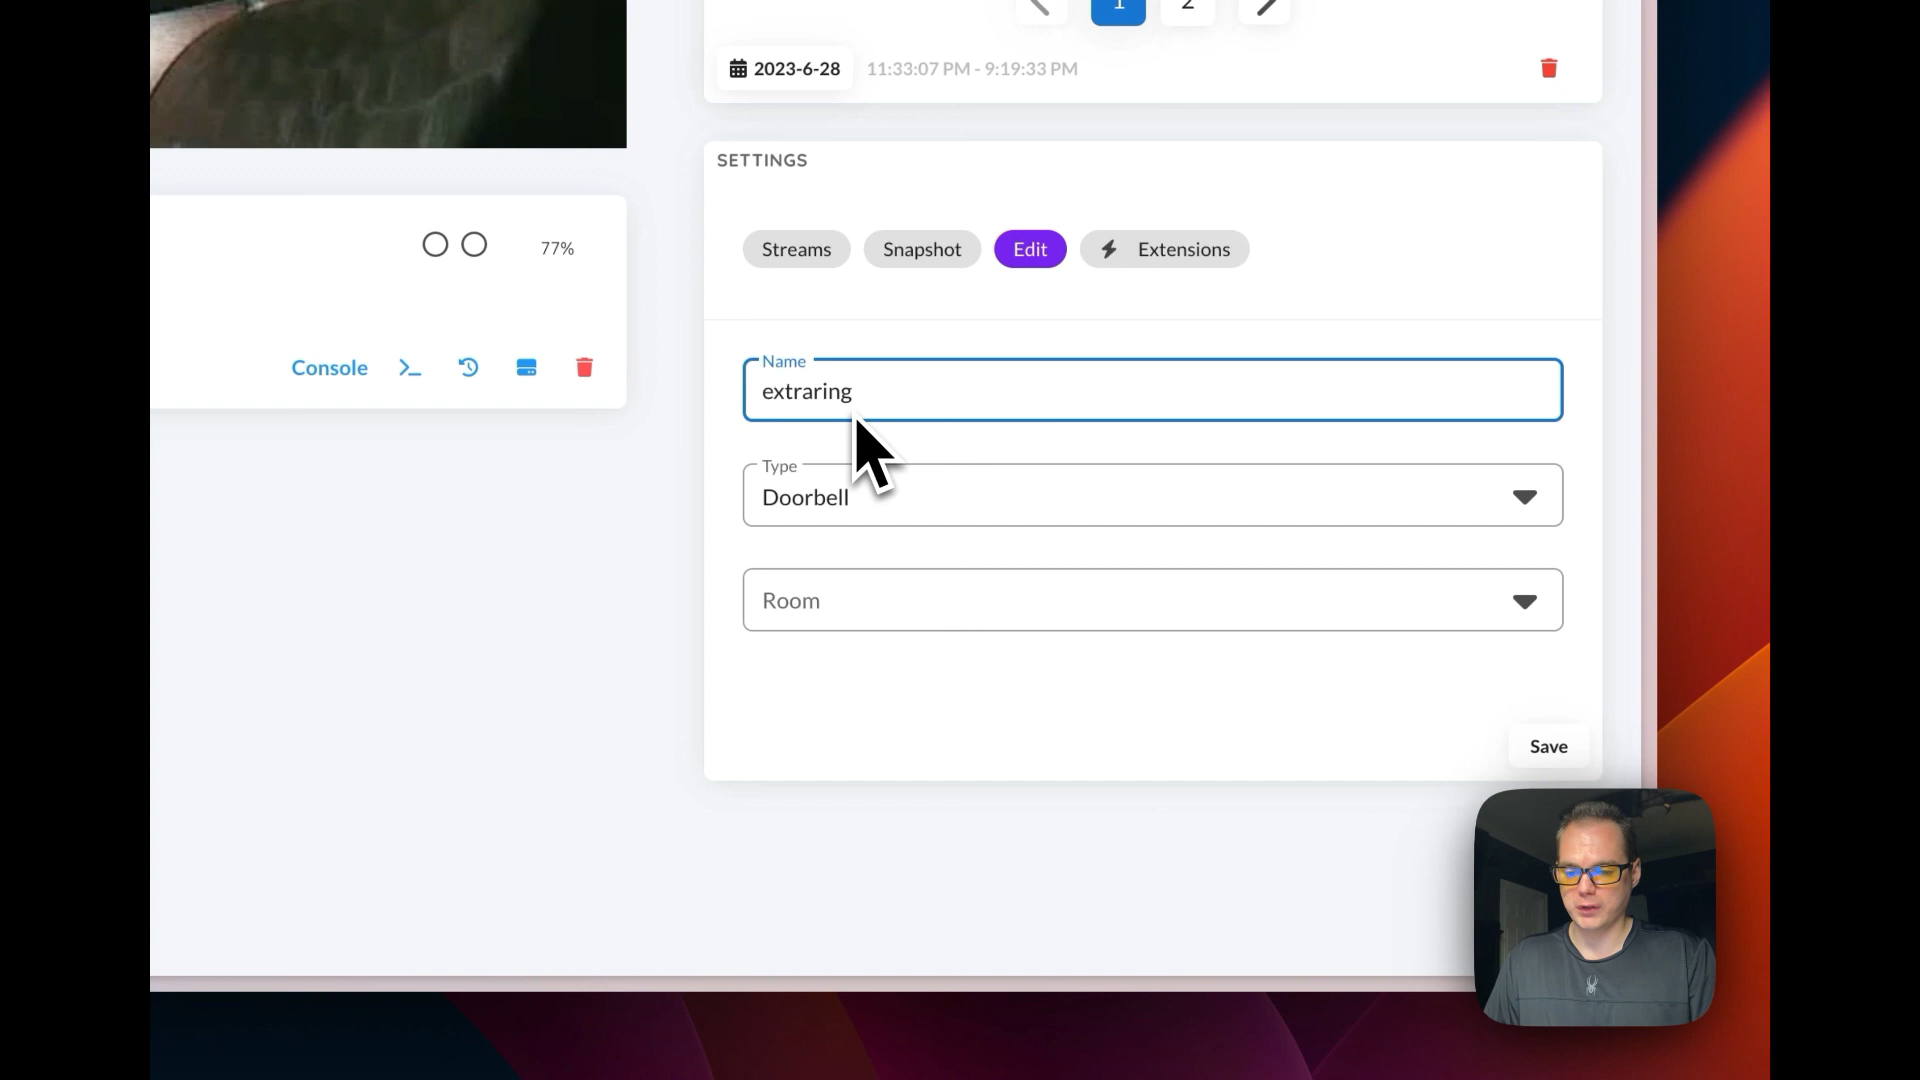 1 2
2023-6-28 11:33:07 PM - 9:19:33 PM
SETTINGS
77%
Streams Snapshot Edit Extensions
Console
Name
extraring
Type
Doorbell
Room
Save